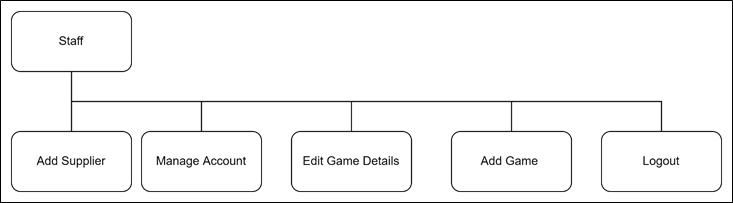 Staff
Add Supplier
Manage Account
Edit Game Details
Add Game
Logout